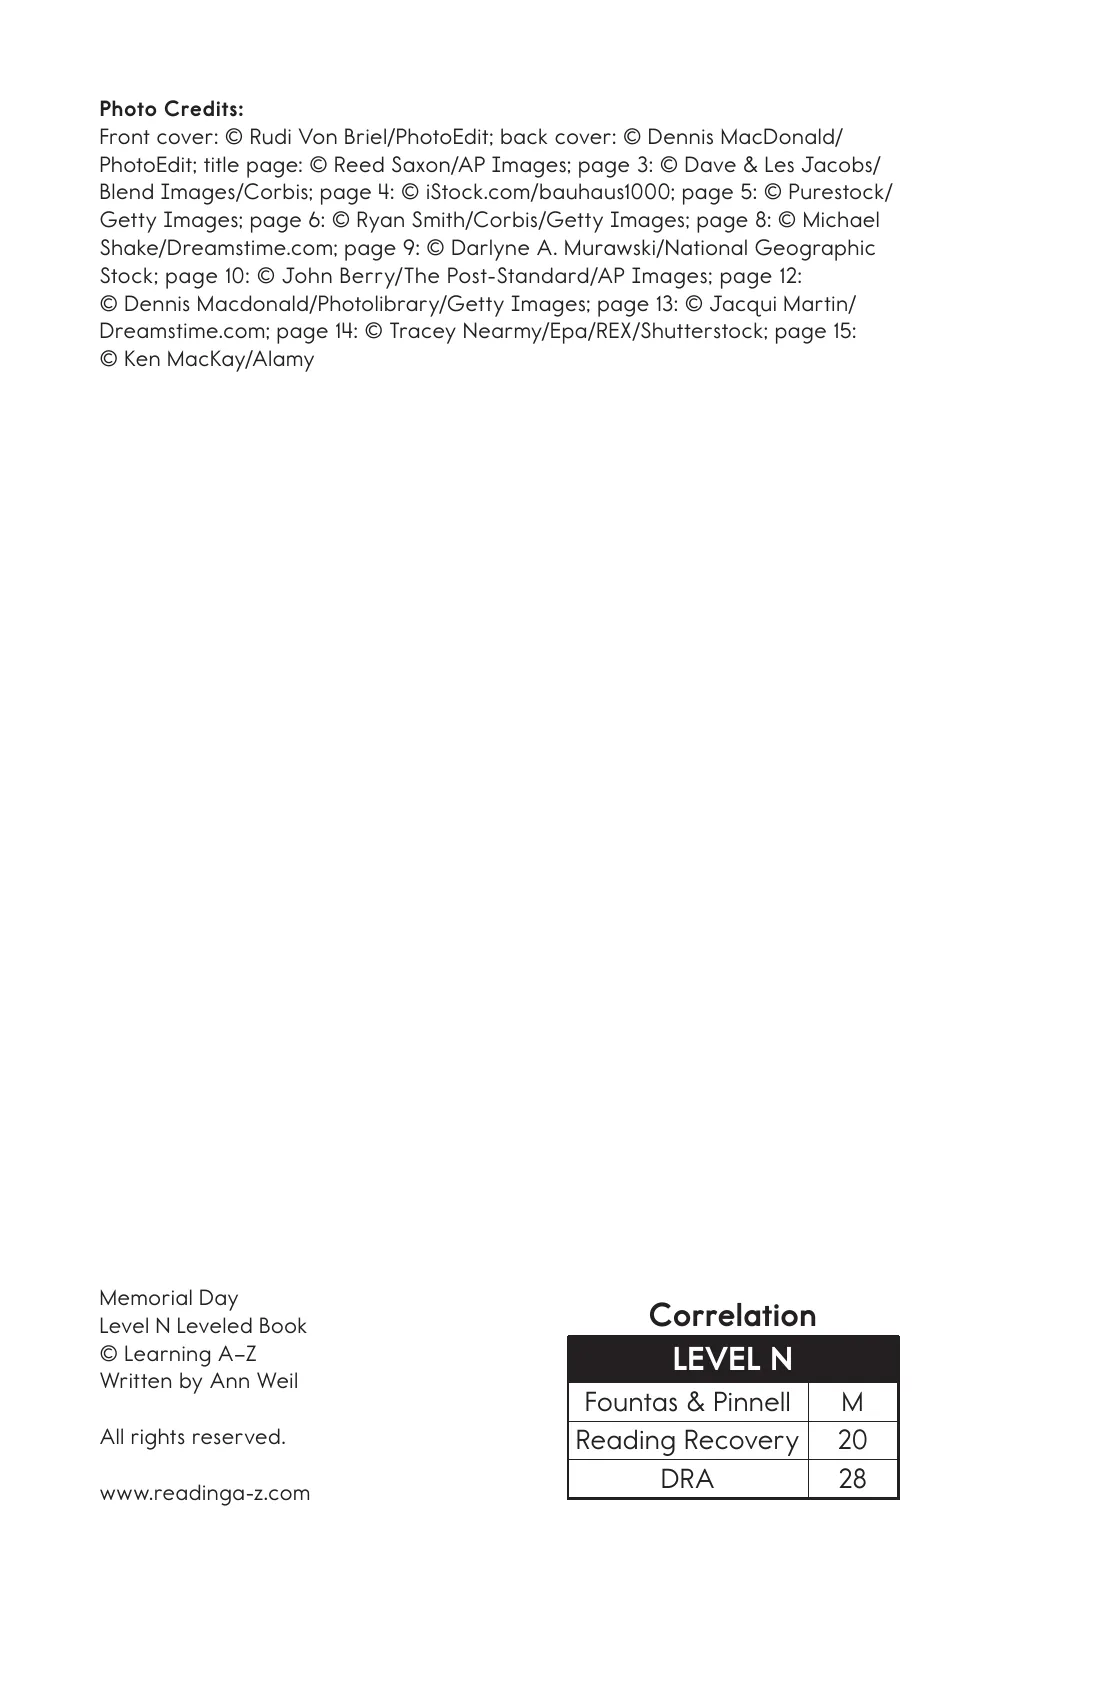 Photo Credits:
Front cover: © Rudi Von Briel/PhotoEdit; back cover: © Dennis MacDonald/
PhotoEdit; title page: © Reed Saxon/AP Images; page 3: © Dave & Les Jacobs/
Blend Images/Corbis; page 4: © iStock.com/bauhaus1000; page 5: © Purestock/
Getty Images; page 6: © Ryan Smith/Corbis/Getty Images; page 8: © Michael
Shake/Dreamstime.com; page 9: © Darlyne A. Murawski/National Geographic
Stock; page 10: © John Berry/The Post-Standard/AP Images; page 12:
© Dennis Macdonald/Photolibrary/Getty Images; page 13: © Jacqui Martin/
Dreamstime.com; page 14: © Tracey Nearmy/Epa/REX/Shutterstock; page 15:
© Ken MacKay/Alamy
Memorial Day
Level N Leveled Book
© Learning A–Z
Written by Ann Weil
All rights reserved.
www.readinga-z.com
Correlation
LEVEL N
Fountas & Pinnell M
Reading Recovery 20
DRA 28